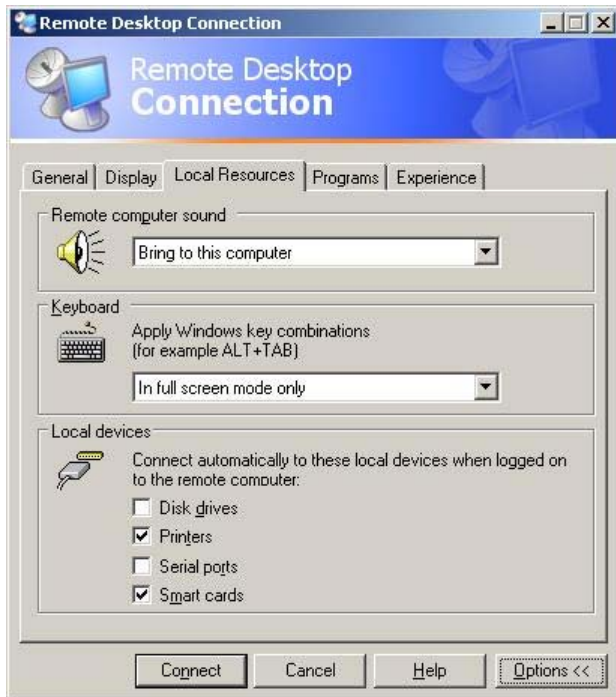 Remote Desktop Connection
Remote Desktop
Connection
General Display Local Resources Programs Experience
Remote computer sound
Bring to this computer
Keyboard
Apply Windows key combinations
(for example ALT+TAB)
In full screen mode only
Local devices
Connect automatically to these local devices when logged on
to the remote computer:
Disk drives
Printers
Serial ports
Smart cards
Connect Cancel Help Options <<